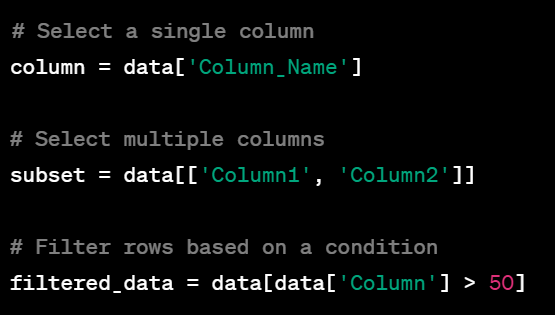 # Select a single column
column = data['Column_Name']
# Select multiple columns
subset = data[['Column1', 'Column2']]
# Filter rows based on a condition
filtered_data = data[data['Column'] > 50]